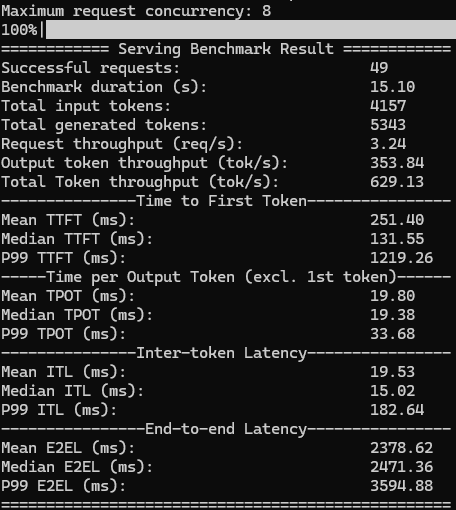 Maximum request concurrency: 8
100%|
============ Serving Benchmark Result ============
Successful requests: 49
Benchmark duration (s): 15.10
Total input tokens: 4157
Total generated tokens: 5343
Request throughput (req/s): 3.24
Output token throughput (tok/s): 353.84
Total Token throughput (tok/s): 629.13
---------------Time to First Token----------------
Mean TTFT (ms): 251.40
Median TTFT (ms): 131.55
P99 TTFT (ms): 1219.26
-----Time per Output Token (excl. 1st token)------
Mean TPOT (ms): 19.80
Median TPOT (ms): 19.38
P99 TPOT (ms): 33.68
---------------Inter-token Latency----------------
Mean ITL (ms): 19.53
Median ITL (ms): 15.02
P99 ITL (ms): 182.64
----------------End-to-end Latency----------------
Mean E2EL (ms): 2378.62
Median E2EL (ms): 2471.36
P99 E2EL (ms): 3594.88
==================================================